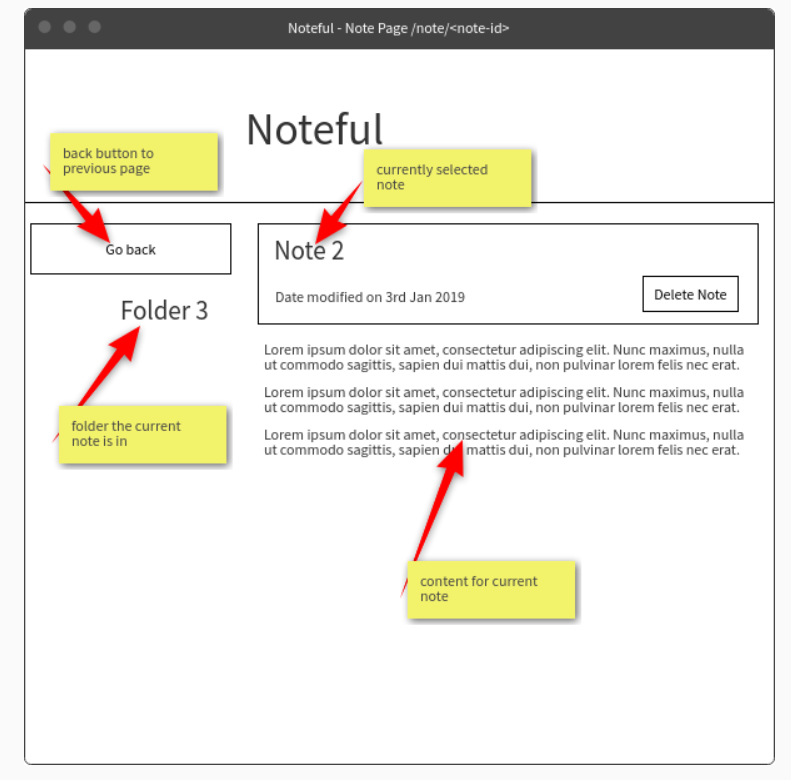 Noteful - Note Page /note/<note-id>
Noteful
back button to
previous page
currently selected
note
Go back
Note 2
Date modified on 3rd Jan 2019
Delete Note
Folder 3
Lorem ipsum dolor sit amet, consectetur adipiscing elit. Nunc maximus, nulla
ut commodo sagittis, sapien dui mattis dui, non pulvinar lorem felis nec erat.
Lorem ipsum dolor sit amet, consectetur adipiscing elit. Nunc maximus, nulla
ut commodo sagittis, sapien dui mattis dui, non pulvinar lorem felis nec erat.
Lorem ipsum dolor sit amet, consectetur adipiscing elit. Nunc maximus, nulla
ut commodo sagittis, sapien dui mattis dui, non pulvinar lorem felis nec erat.
folder the current
note is in
content for current
note